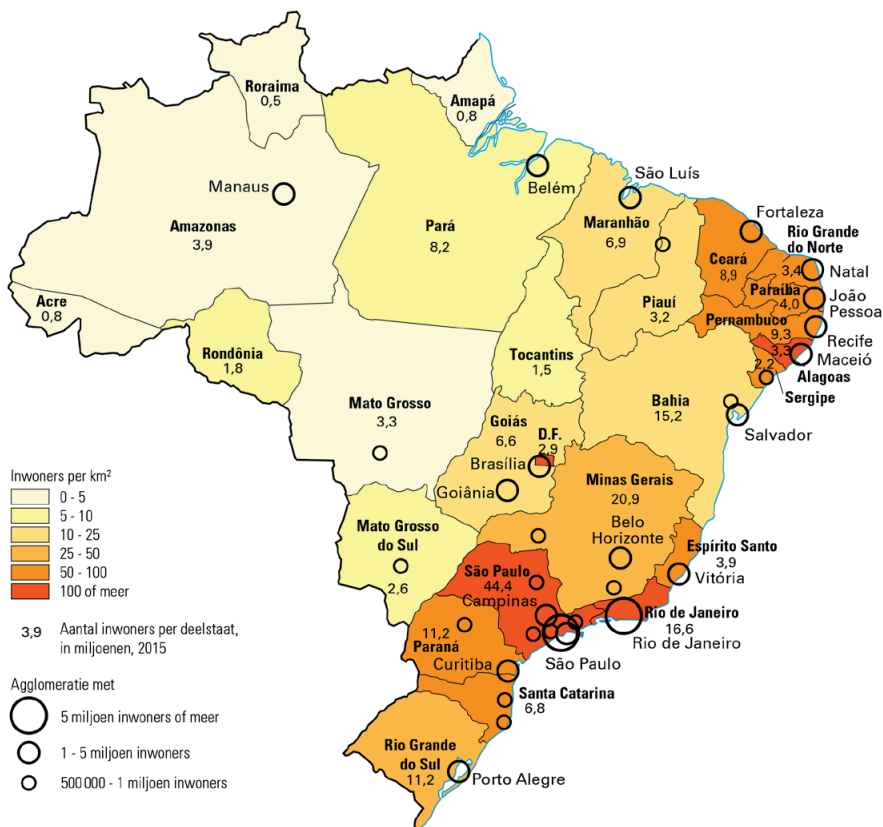 Roraima
0,5
Amapá
0,8
Manaus
Belém
São Luís
Amazonas
3,9
Pará
8,2
Maranhão
6,9
Fortaleza
Rio Grande
do Norte
3,4
Natal
Ceará
8,9
Paraíba
4,0
João
Pessoa
Acre
0,8
Piauí
3,2
Pernambuco
9,3
Recife
3,3
Maceió
Alagoas
2,2
Sergipe
Rondônia
1,8
Tocantins
1,5
Mato Grosso
3,3
Bahia
15,2
Salvador
Goiás
6,6
D.F.
2,9
Brasília
Goiânia
Minas Gerais
20,9
Belo
Horizonte
Mato Grosso
do Sul
2,6
Espírito Santo
3,9
Vitória
São Paulo
44,4
Campinas
Rio de Janeiro
16,6
Rio de Janeiro
São Paulo
11,2
Paraná
Curitiba
Santa Catarina
6,8
Rio Grande
do Sul
11,2
Porto Alegre
Inwoners per km²
0 - 5
5 - 10
10 - 25
25 - 50
50 - 100
100 of meer
3,9 Aantal inwoners per deelstaat,
in miljoenen, 2015
Agglomeratie met
5 miljoen inwoners of meer
1 - 5 miljoen inwoners
500 000 - 1 miljoen inwoners